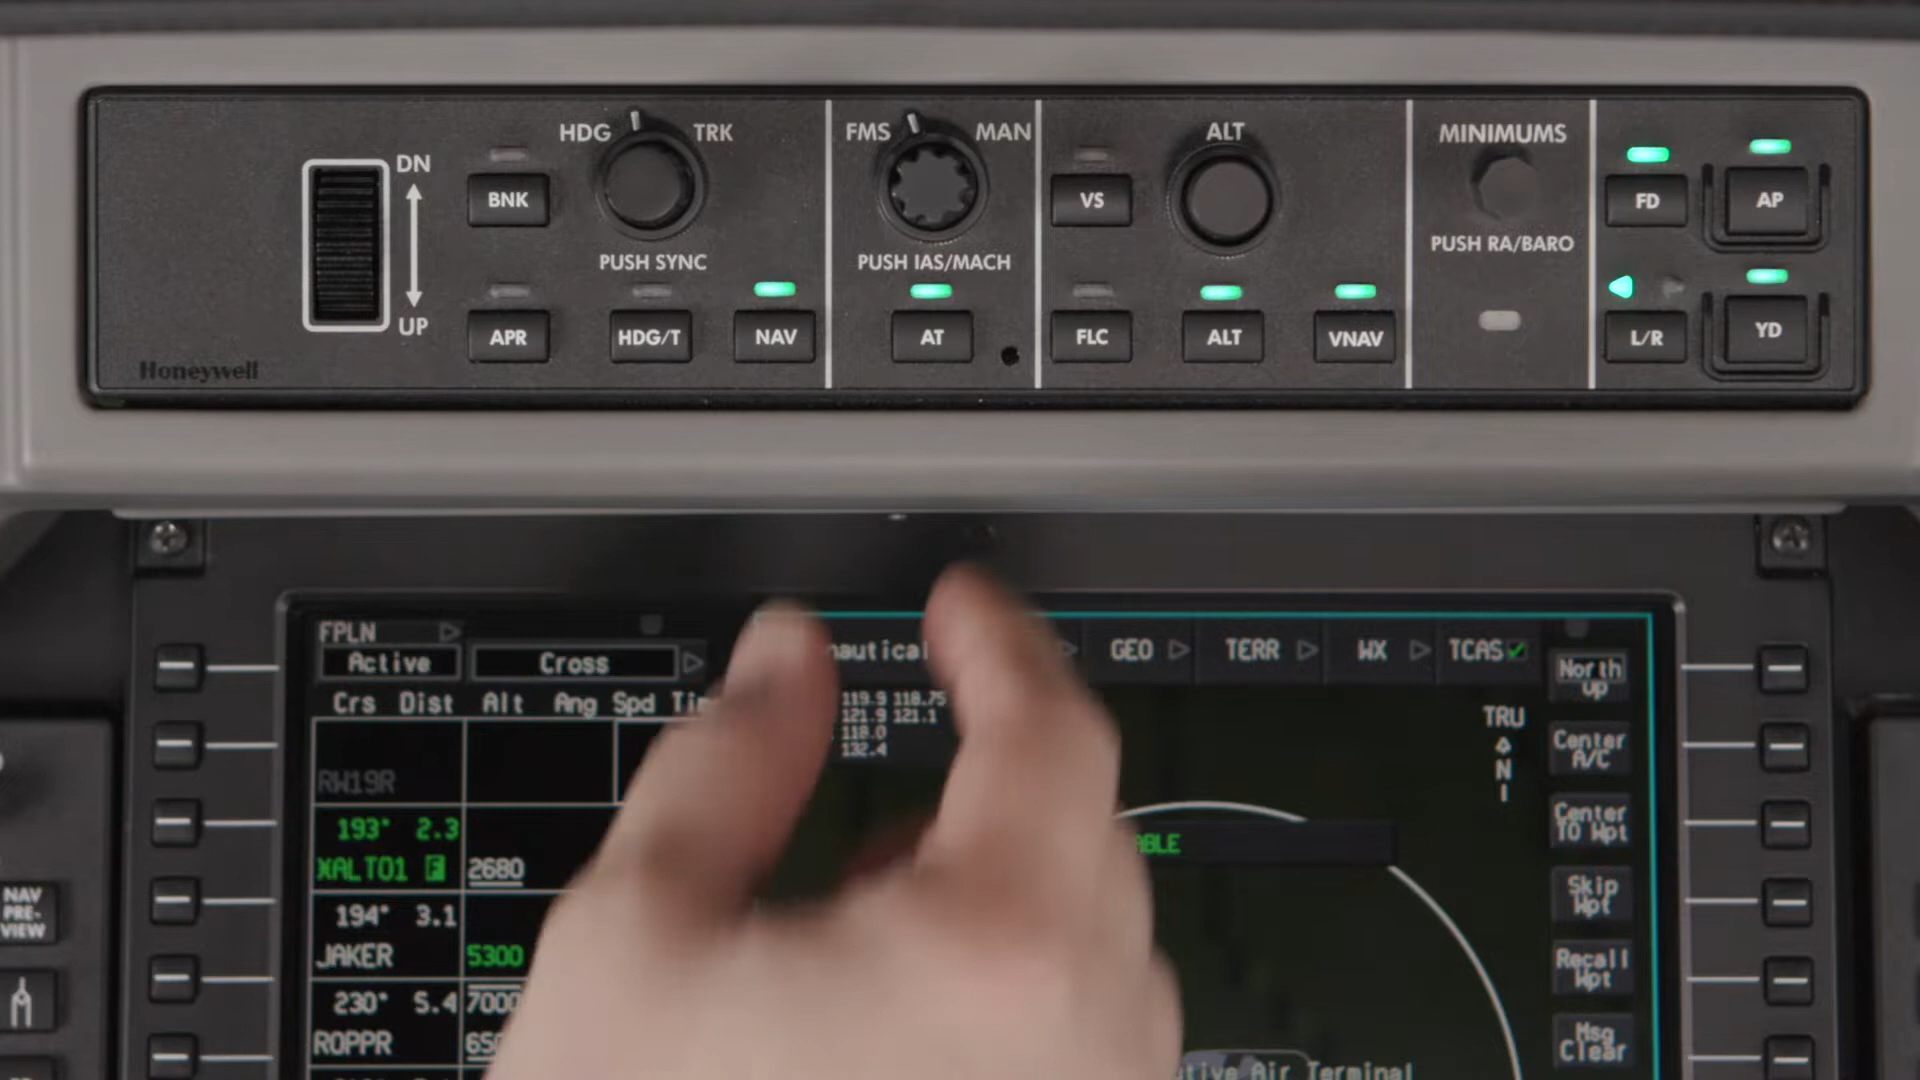 HDG TRK FMS MAN ALT MINIMUMS
DN
BNK VS FD AP
PUSH SYNC PUSH IAS/MACH PUSH RA/BARO
UP
APR HDG/T NAV AT FLC ALT VNAV L/R YD
Honeywell
FPLN
Active Cross
GEO TERR WX TCAS
North
up
Crs Dist Alt Ang Spd
119.9 118.75
121.9 121.1
118.0
132.4
TRU
N
Center
A/C
RW19R
193° 2.3
XALTO1 F 2680
Center
TO Wpt
194° 3.1
JAKER 5300
Skip
Wpt
230° 5.4 7000
ROPPR
Recall
Wpt
Msg
Clear
Air Terminal
NAV
PRE-
VIEW